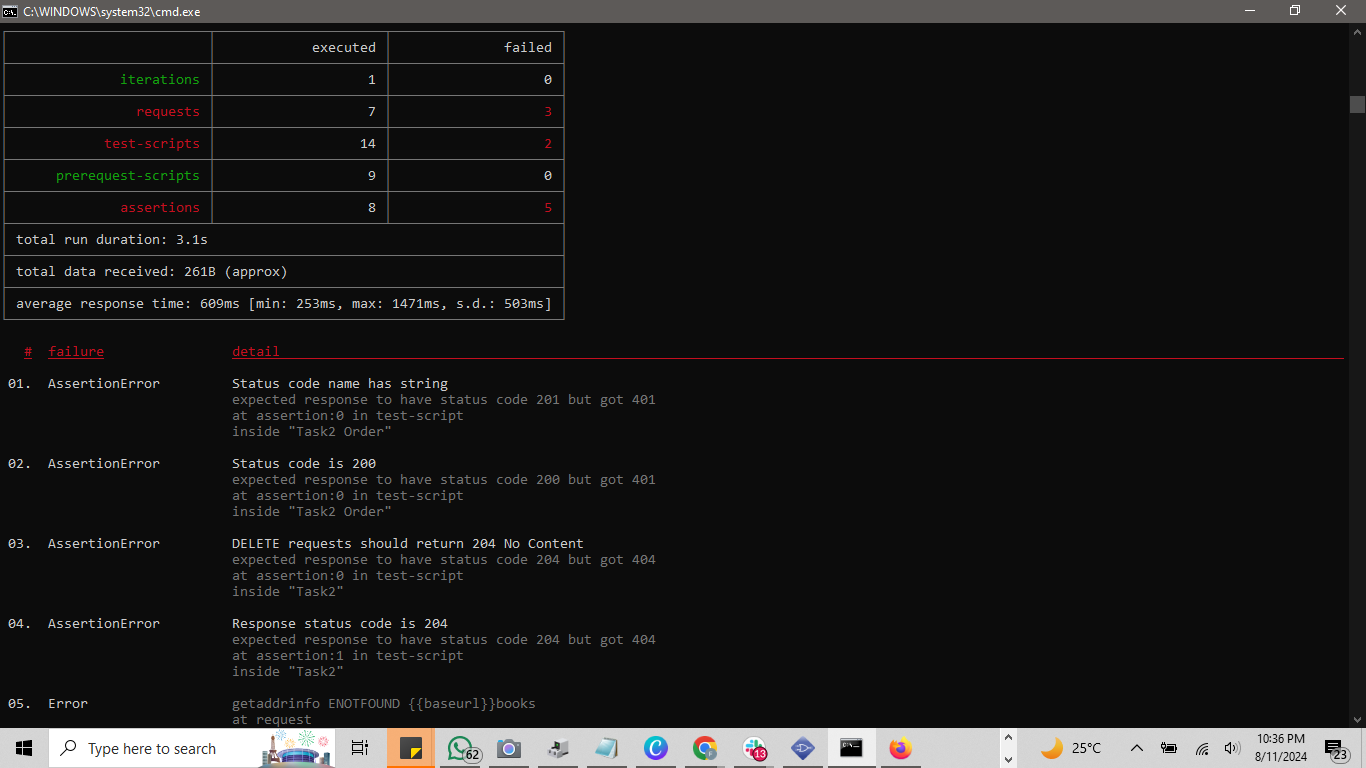 C:\WINDOWS\system32\cmd.exe
executed failed
iterations 1 0
requests 7 3
test-scripts 14 2
prerequest-scripts 9 0
assertions 8 5
total run duration: 3.1s
total data received: 261B (approx)
average response time: 609ms [min: 253ms, max: 1471ms, s.d.: 503ms]
# failure detail
01. AssertionError Status code name has string
expected response to have status code 201 but got 401
at assertion:0 in test-script
inside "Task2 Order"
02. AssertionError Status code is 200
expected response to have status code 200 but got 401
at assertion:0 in test-script
inside "Task2 Order"
03. AssertionError DELETE requests should return 204 No Content
expected response to have status code 204 but got 404
at assertion:0 in test-script
inside "Task2"
04. AssertionError Response status code is 204
expected response to have status code 204 but got 404
at assertion:1 in test-script
inside "Task2"
05. Error getaddrinfo ENOTFOUND {{baseurl}}books
at request
Type here to search
62
13
25°C
10:36 PM
8/11/2024
23